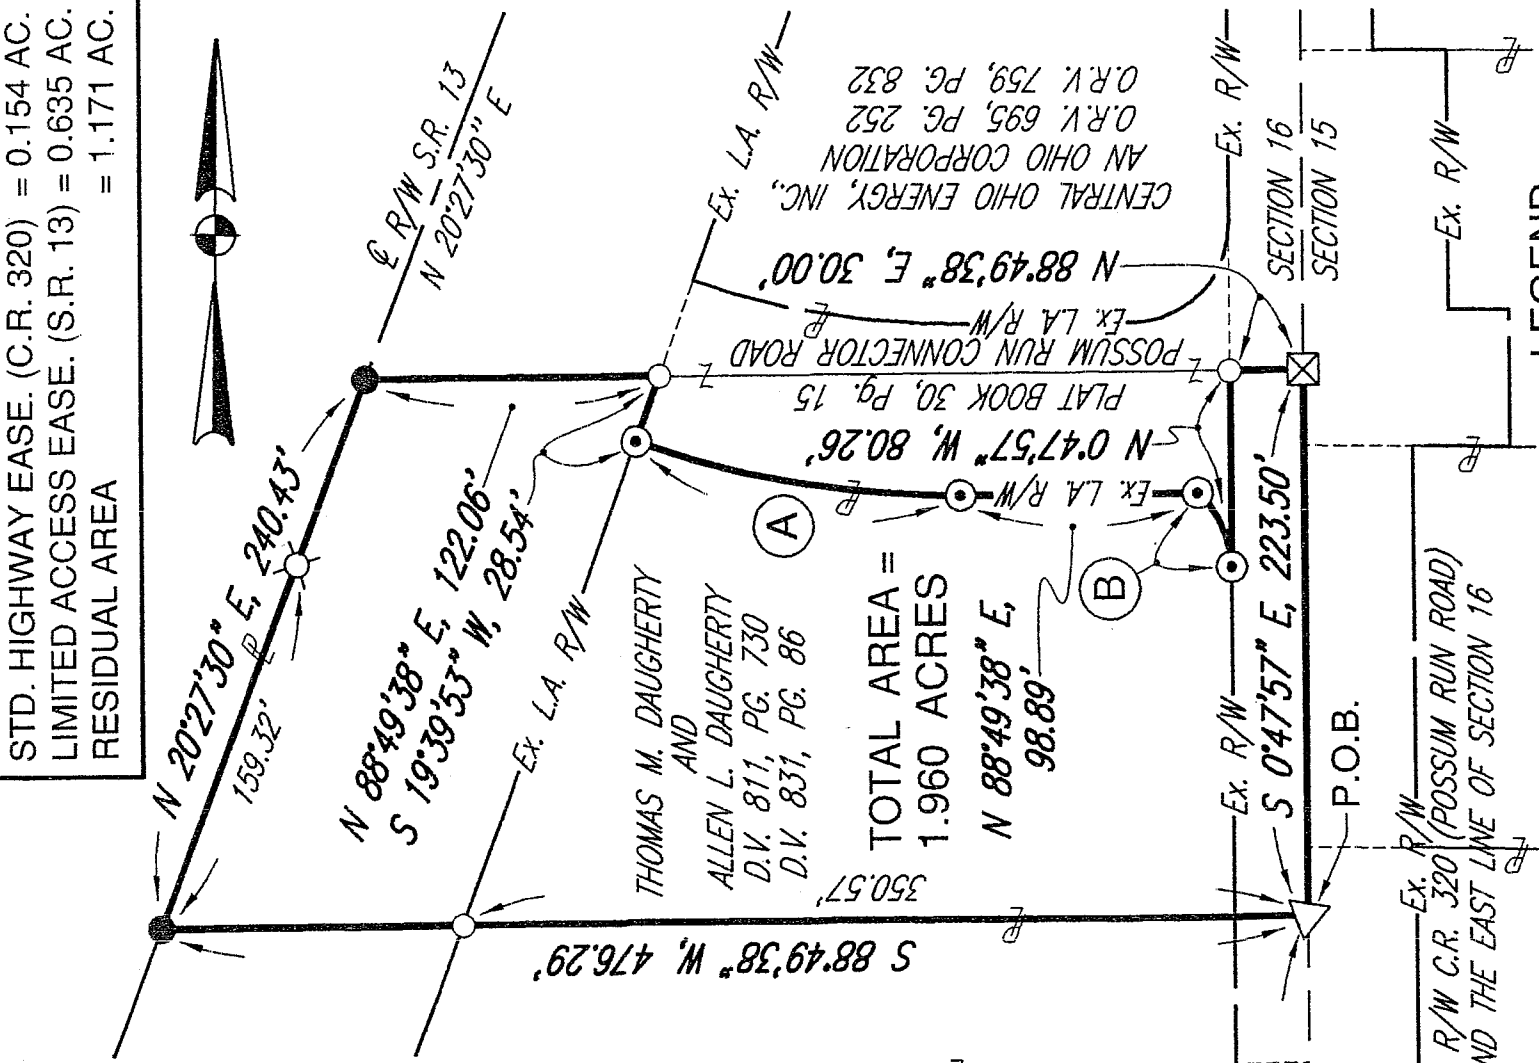 STD. HIGHWAY EASE. (C.R. 320) = 0.154 AC.
LIMITED ACCESS EASE. (S.R. 13) = 0.635 AC.
RESIDUAL AREA = 1.171 AC.
℄ R/W S.R. 13
N 20°27'30" E
N 20°27'30" E, 240.43'
159.32'
N 88°49'38" E, 122.06'
S 19°39'53" W, 28.54'
Ex. L.A. R/W
Ex. L.A. R/W
CENTRAL OHIO ENERGY, INC.,
AN OHIO CORPORATION
O.R.V. 695, PG. 252
O.R.V. 759, PG. 832
N 88°49'38" E, 30.00'
Ex. L.A. R/W
POSSUM RUN CONNECTOR ROAD
PLAT BOOK 30, Pg. 15
N 0°47'57" W, 80.26'
Ex. L.A. R/W
A
B
THOMAS M. DAUGHERTY
AND
ALLEN L. DAUGHERTY
D.V. 811, PG. 730
D.V. 831, PG. 86
TOTAL AREA =
1.960 ACRES
N 88°49'38" E,
98.89'
350.57'
S 88°49'38" W, 476.29'
Ex. R/W
Ex. R/W
S 0°47'57" E, 223.50'
SECTION 16
SECTION 15
P.O.B.
Ex. R/W
Ex. R/W
R/W C.R. 320 (POSSUM RUN ROAD)
ND THE EAST LINE OF SECTION 16
LEGEND